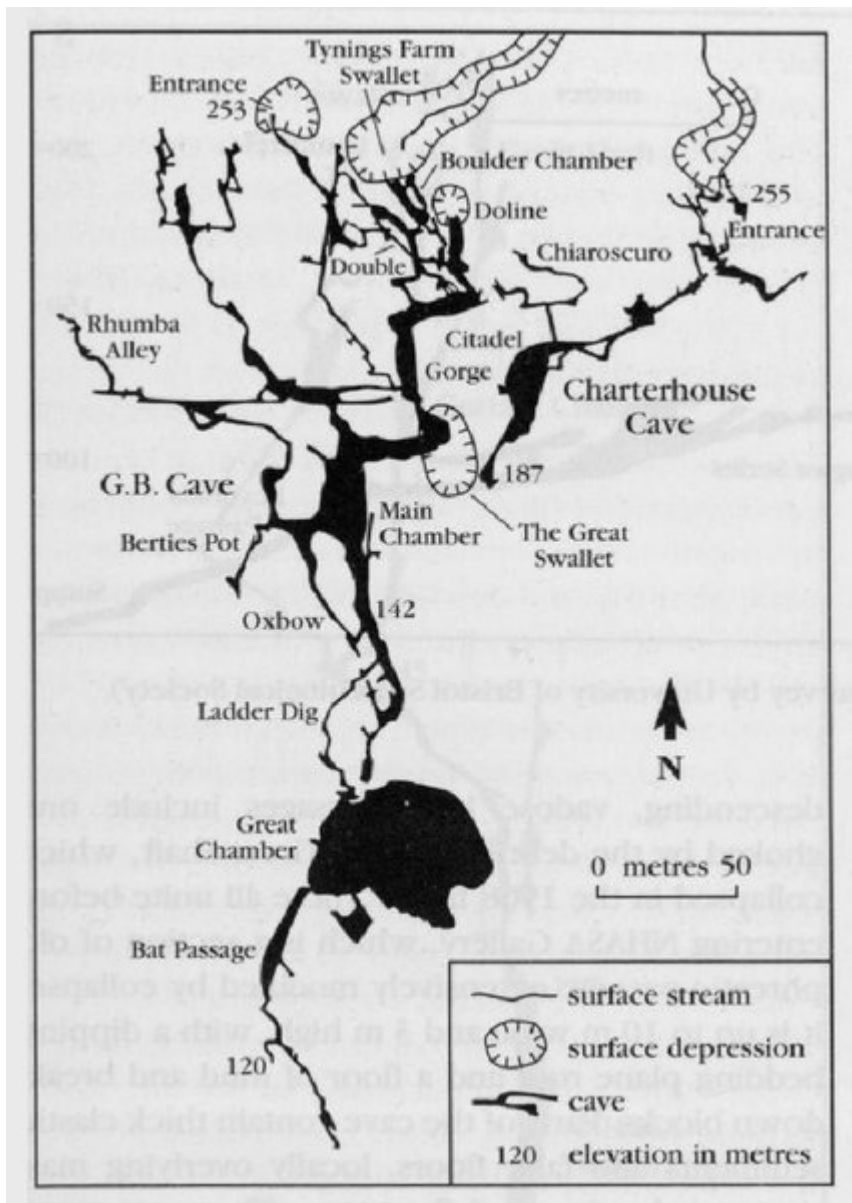 Tynings Farm
Swallet
Entrance
253
Boulder Chamber
Doline
255
Entrance
Double
Chiaroscuro
Rhumba
Alley
Citadel
Gorge
Charterhouse
Cave
G.B. Cave
187
Main
Chamber
The Great
Swallet
Berties Pot
Oxbow
142
Ladder Dig
N
Great
Chamber
0 metres 50
Bat Passage
120
surface stream
surface depression
cave
120 elevation in metres